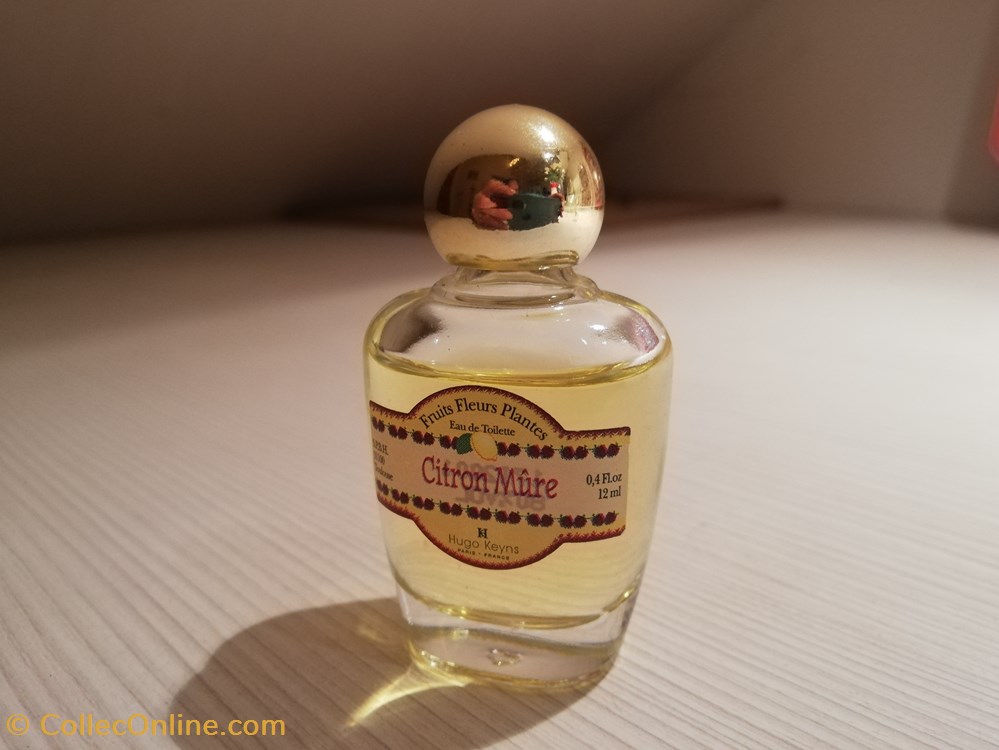 Fruits Fleurs Plantes
Eau de Toilette
Citron Mûre
0,4 Fl.oz
12 ml
H
Hugo Keyns
PARIS - FRANCE
© CollecOnline.com